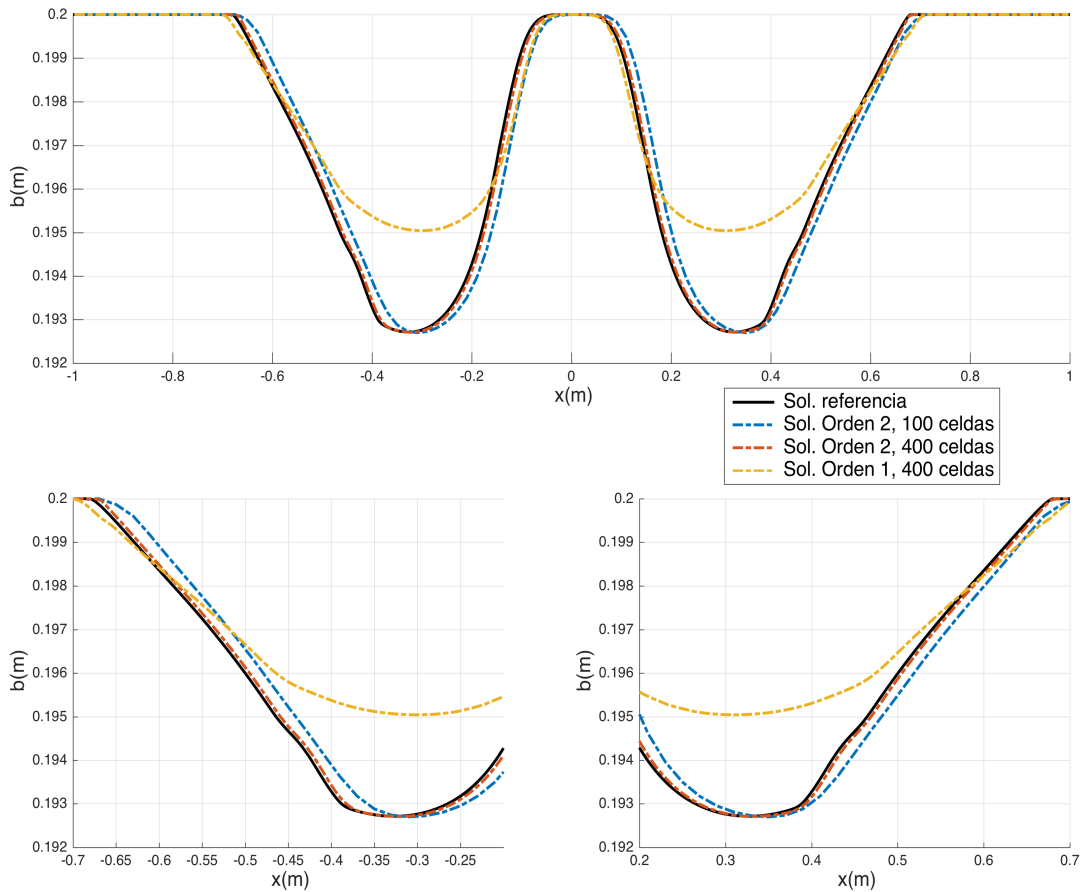 0.2
0.199
0.198
0.197
0.196
0.195
0.194
0.193
0.192
b(m)
-1 -0.8 -0.6 -0.4 -0.2 0 0.2 0.4 0.6 0.8 1
x(m)
Sol. referencia
Sol. Orden 2, 100 celdas
Sol. Orden 2, 400 celdas
Sol. Orden 1, 400 celdas
0.2
0.199
0.198
0.197
0.196
0.195
0.194
0.193
0.192
b(m)
-0.7 -0.65 -0.6 -0.55 -0.5 -0.45 -0.4 -0.35 -0.3 -0.25
x(m)
0.2
0.199
0.198
0.197
0.196
0.195
0.194
0.193
0.192
b(m)
0.2 0.3 0.4 0.5 0.6 0.7
x(m)